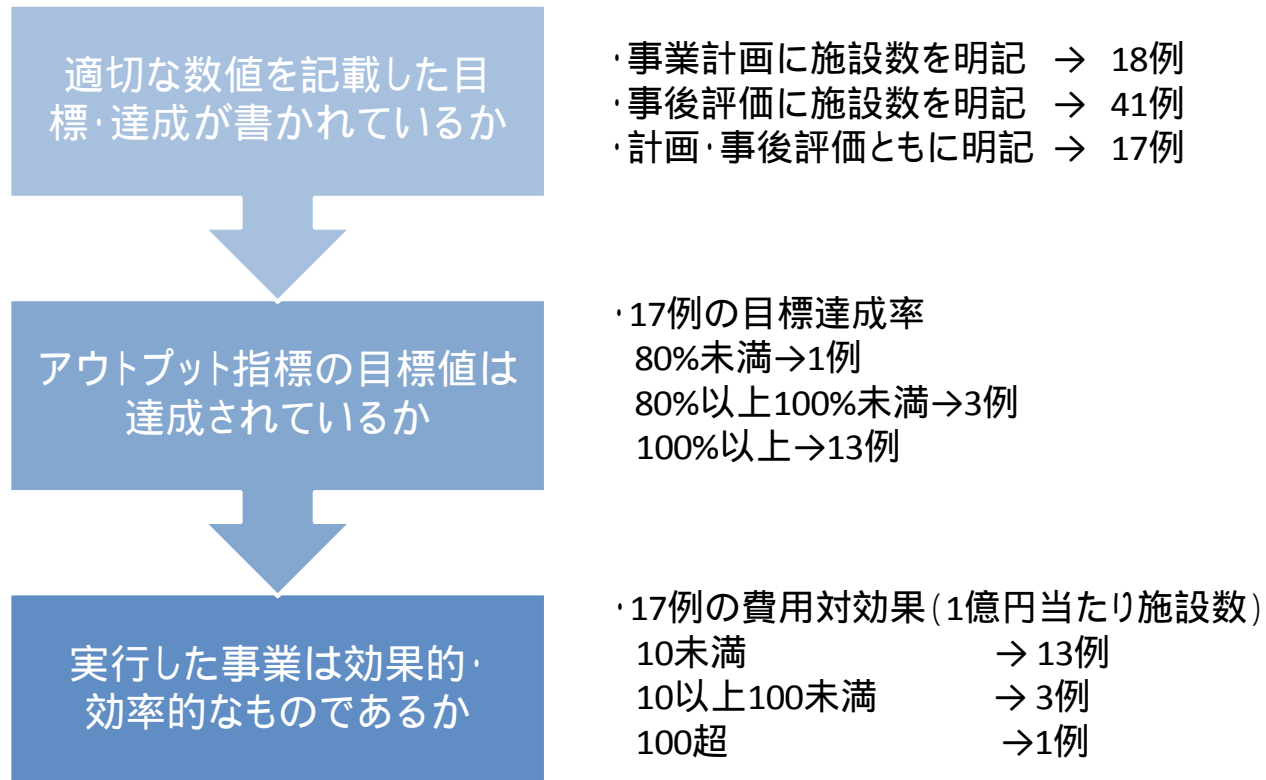 適切な数値を記載した目
標・達成が書かれているか
・事業計画に施設数を明記 → 18例
・事後評価に施設数を明記 → 41例
・計画・事後評価ともに明記 → 17例
アウトプット指標の目標値は
達成されているか
・17例の目標達成率
80%未満→1例
80%以上100%未満→3例
100%以上→13例
実行した事業は効果的・
効率的なものであるか
・17例の費用対効果(1億円当たり施設数)
10未満 → 13例
10以上100未満 → 3例
100超 →1例